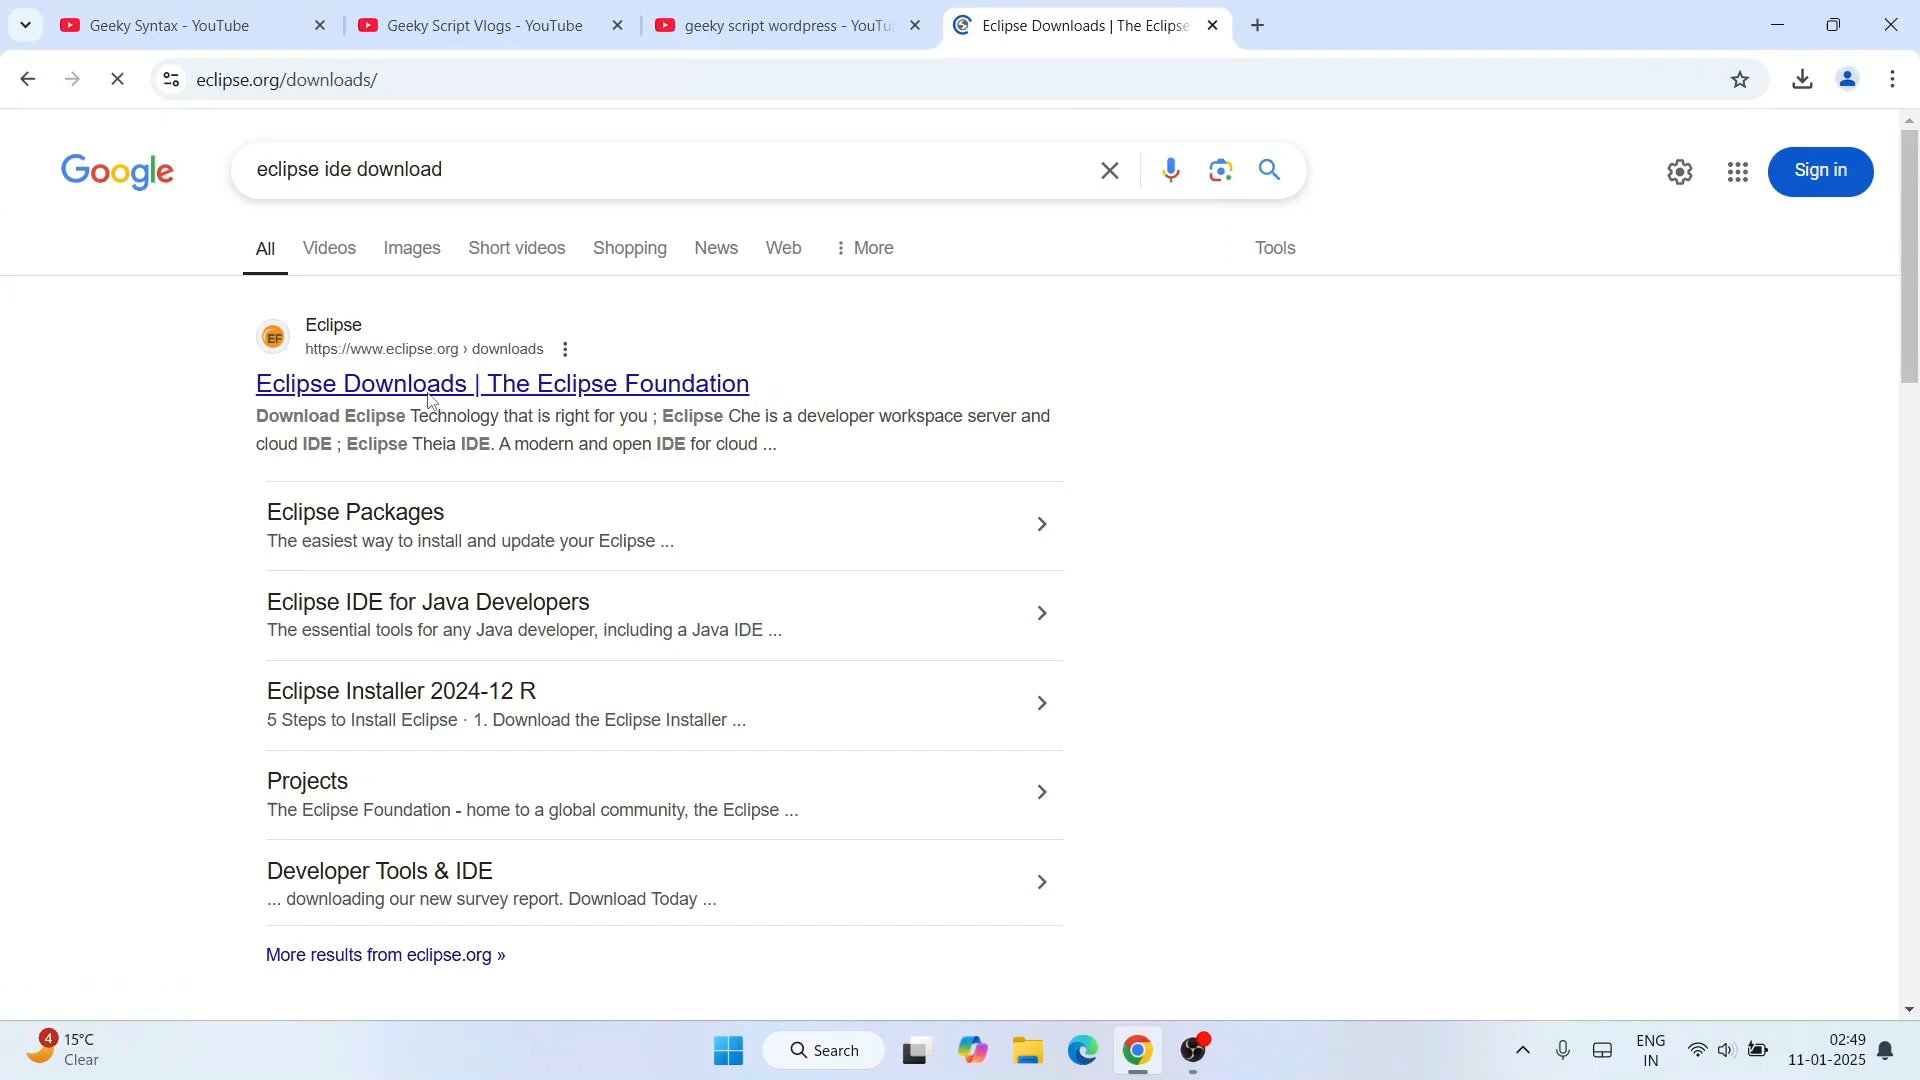 Geeky Syntax - YouTube
Geeky Script Vlogs - YouTube
geeky script wordpress - YouTu
Eclipse Downloads | The Eclipse
eclipse.org/downloads/
Google
eclipse ide download
Sign in
All
Videos
Images
Short videos
Shopping
News
Web
More
Tools
EF
Eclipse
https://www.eclipse.org › downloads
Eclipse Downloads | The Eclipse Foundation
Download Eclipse Technology that is right for you ; Eclipse Che is a developer workspace server and
cloud IDE ; Eclipse Theia IDE. A modern and open IDE for cloud ...
Eclipse Packages
The easiest way to install and update your Eclipse ...
Eclipse IDE for Java Developers
The essential tools for any Java developer, including a Java IDE ...
Eclipse Installer 2024-12 R
5 Steps to Install Eclipse · 1. Download the Eclipse Installer ...
Projects
The Eclipse Foundation - home to a global community, the Eclipse ...
Developer Tools & IDE
... downloading our new survey report. Download Today ...
More results from eclipse.org »
4
15°C
Clear
Search
ENG
IN
02:49
11-01-2025